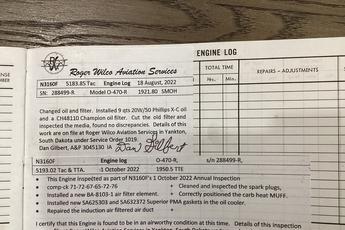 ENGINE LOG
Roger Wilco Aviation Services
N3160F 5183.85 Tac Engine Log 18 August, 2022
SN: 288499-R. Model O-470-R 1921.80 SMOH
TOTAL TIME
Hrs. Min.
REPAIRS – ADJUSTMENTS
Changed oil and filter. Installed 9 qts 20W/50 Phillips X-C oil
and a CH48110 Champion oil filter. Cut the old filter and
inspected the media, found no discrepancies. Details of this
work are on file at Roger Wilco Aviation Services in Yankton,
South Dakota under Service Order 1019.
Dan Gilbert, A&P 3045130 IA Dan Gilbert
N3160F Engine log O-470-R, s/n 288499-R,
5193.02 Tac & TTS. 1 October 2022 1950.5 TTE
• This Engine Inspected as part of N3160F's 1 October 2022 Annual Inspection
• comp ck 71-72-67-65-72-76 + Cleaned and inspected the spark plugs,
• Installed a new BA-8103-1 air filter element. + Correctly positioned the carb heat MUFF.
• Installed new SA625303 and SA632372 Superior PMA gaskets in the oil cooler.
• Repaired the induction air filter duct +
I certify that this Engine is found to be in an airworthy condition at this time. Details of this